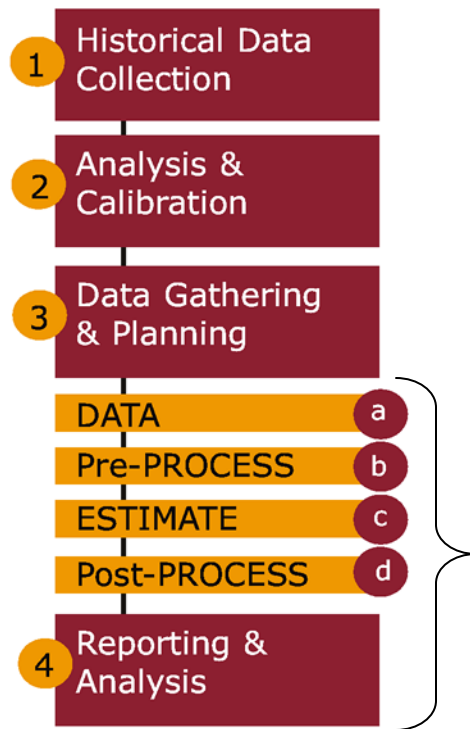 1
Historical Data
Collection
2
Analysis &
Calibration
3
Data Gathering
& Planning
DATA a
Pre-PROCESS b
ESTIMATE c
Post-PROCESS d
4
Reporting &
Analysis